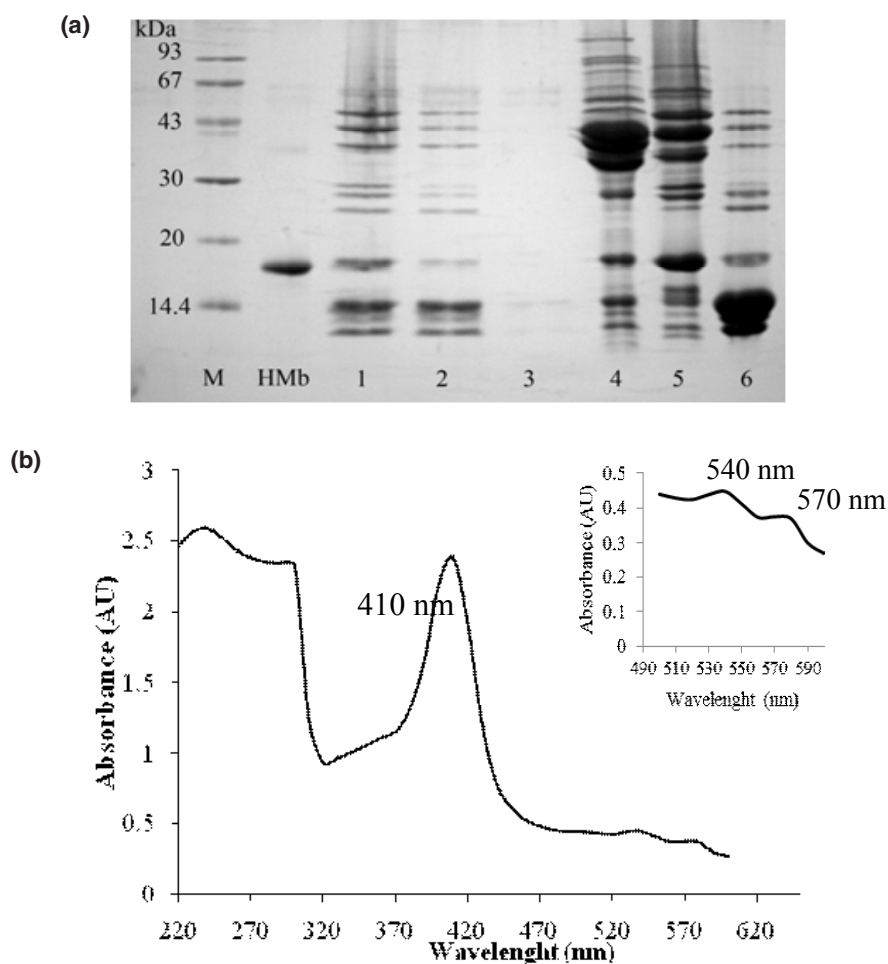 (a)
kDa
93
67
43
30
20
14.4
M HMb 1 2 3 4 5 6
(b)
3
2.5
2
1.5
1
0.5
0
Absorbance (AU)
220 270 320 370 420 470 520 570 620
Wavelenght (nm)
410 nm
0.5
0.4
0.3
0.2
0.1
0
Absorbance (AU)
540 nm
570 nm
490 510 530 550 570 590
Wavelenght (nm)